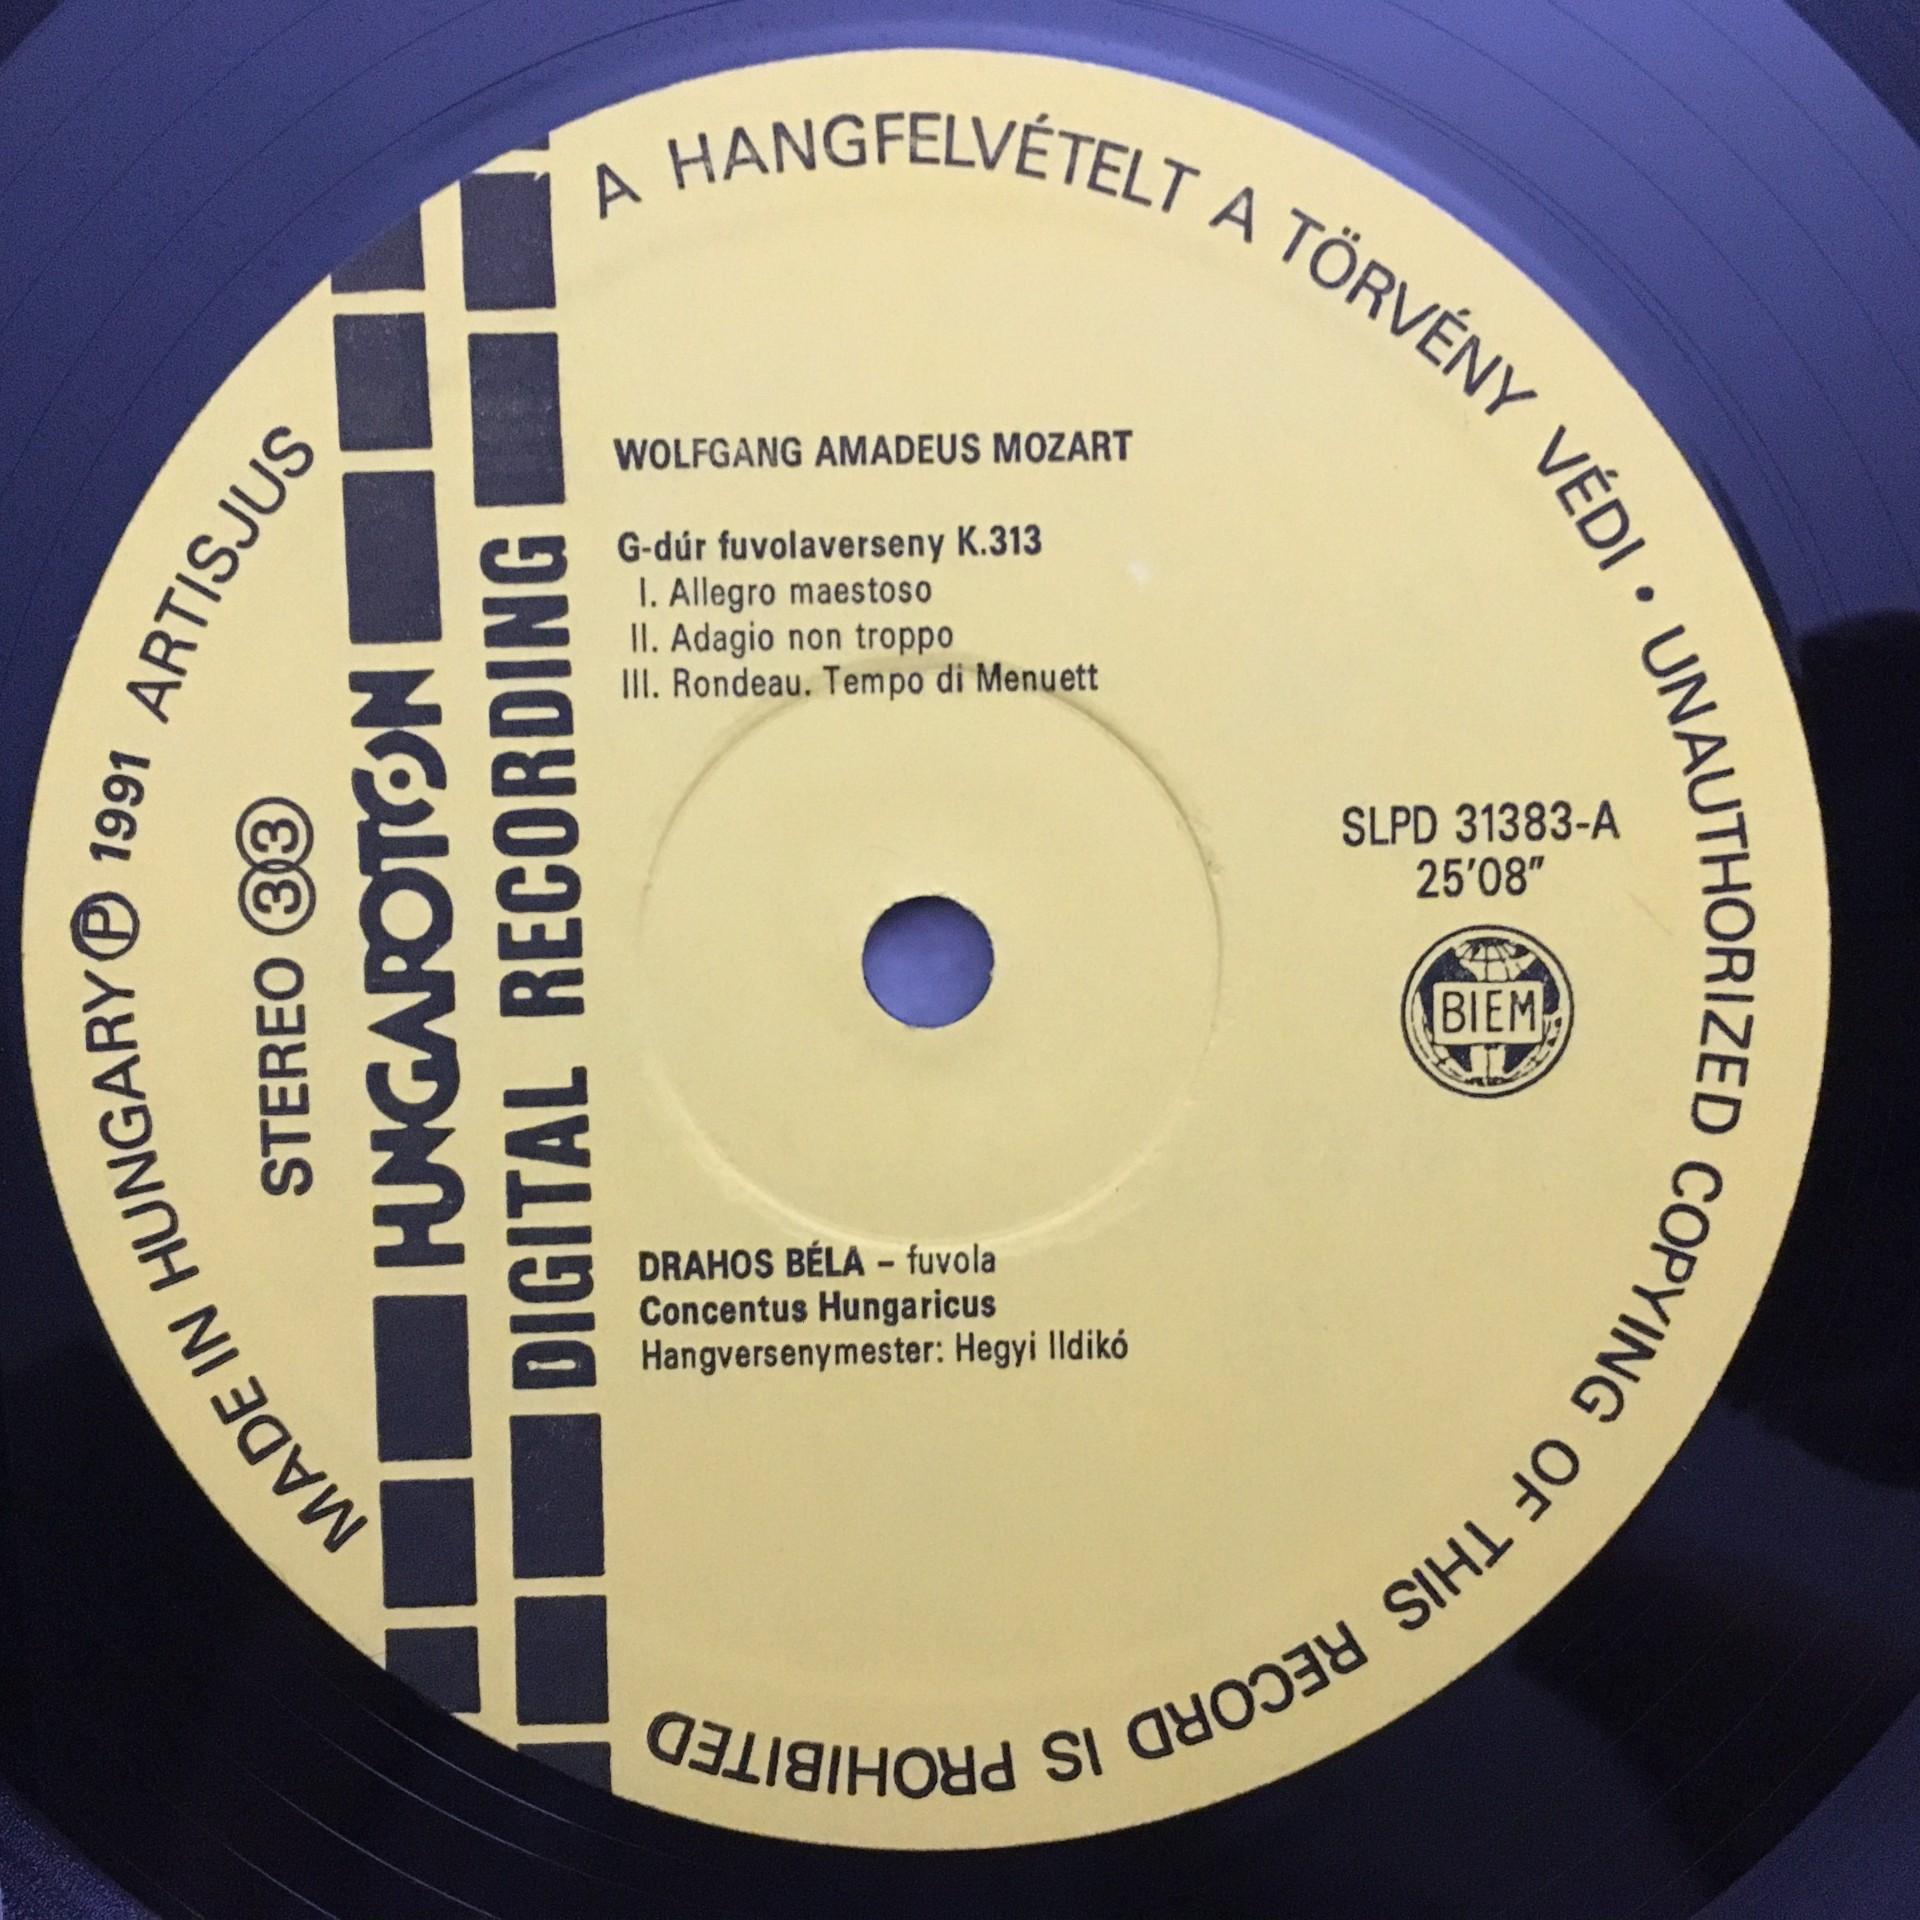 A HANGFELVÉTELT A TÖRVÉNY VÉDI • UNAUTHORIZED COPYING OF THIS RECORD IS PROHIBITED
MADE IN HUNGARY Ⓟ 1991 ARTISJUS
STEREO 33
HUNGAROTON
DIGITAL RECORDING
WOLFGANG AMADEUS MOZART
G-dúr fuvolaverseny K.313
I. Allegro maestoso
II. Adagio non troppo
III. Rondeau. Tempo di Menuett
SLPD 31383-A
25'08"
BIEM
DRAHOS BÉLA – fuvola
Concentus Hungaricus
Hangversenymester: Hegyi Ildikó